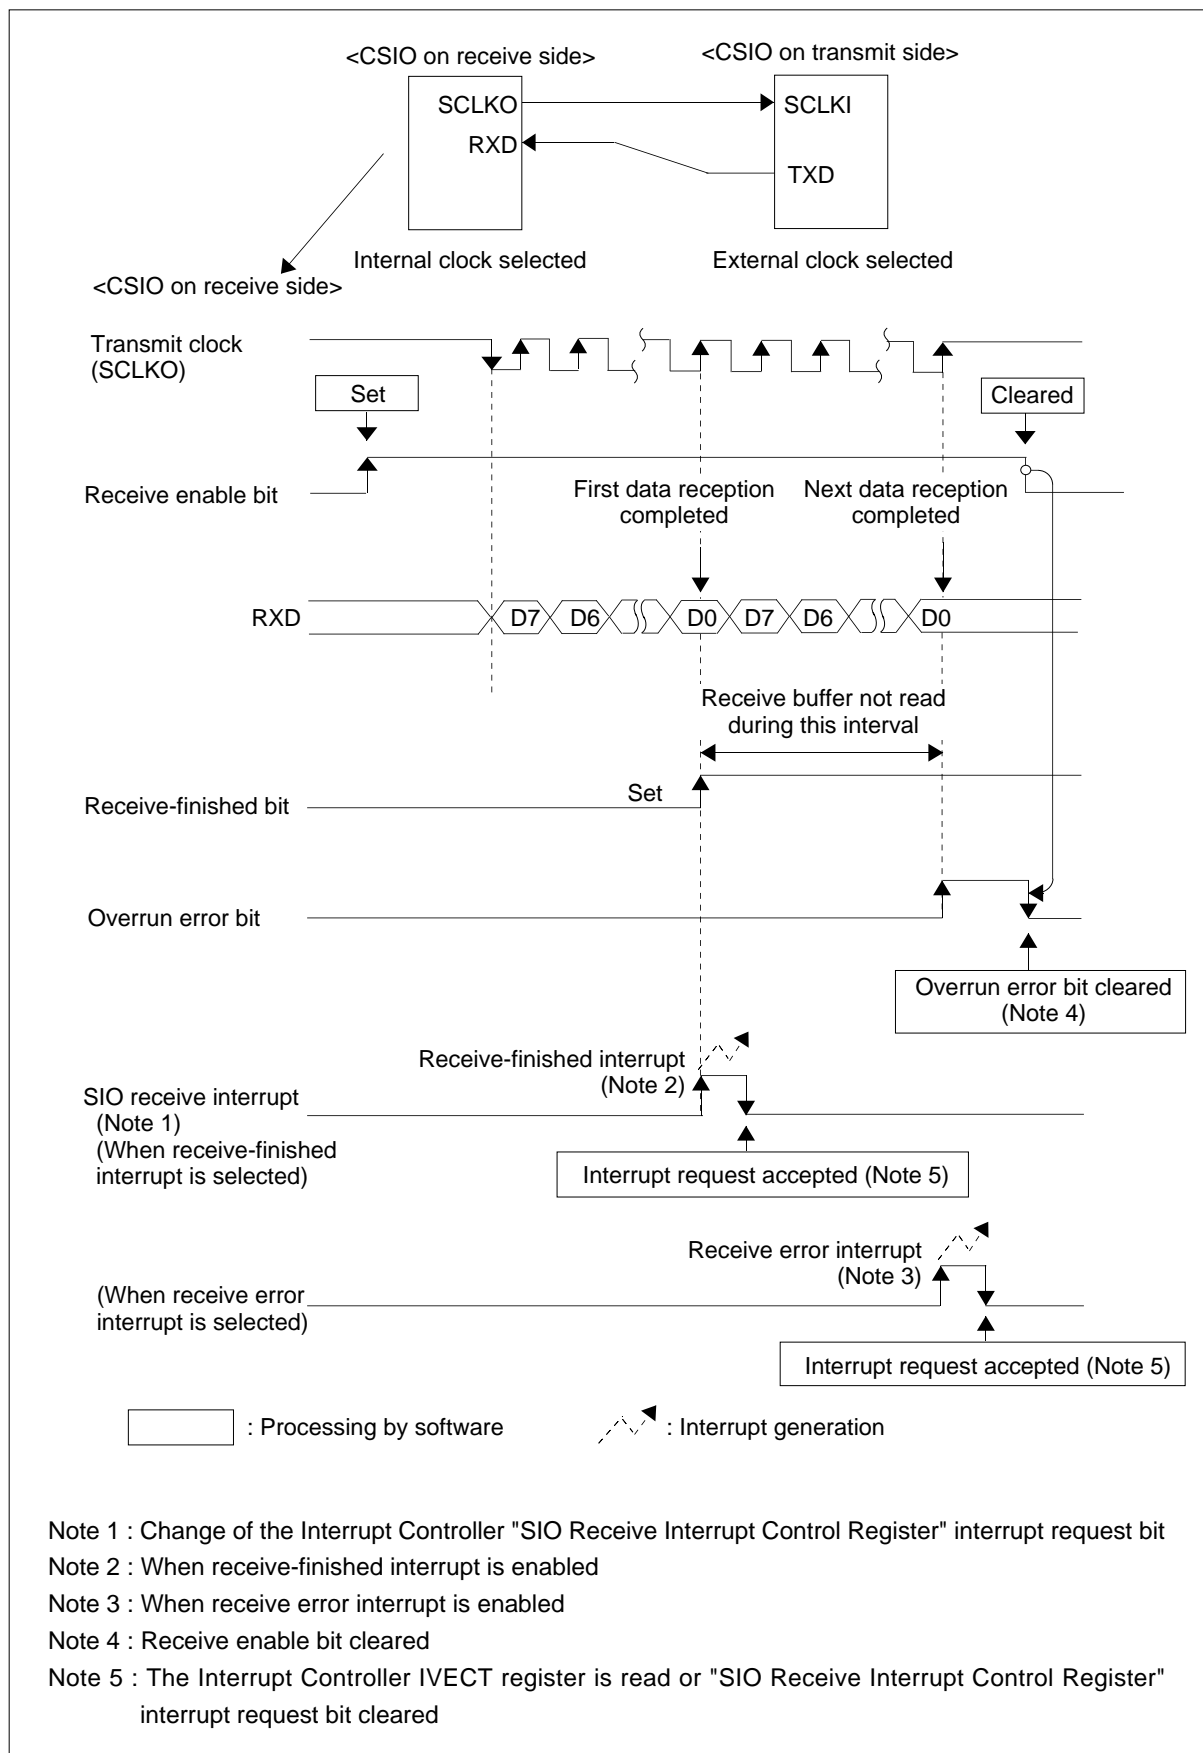 <CSIO on receive side>
<CSIO on transmit side>
SCLKO
SCLKI
RXD
TXD
Internal clock selected
External clock selected
<CSIO on receive side>
Transmit clock
(SCLKO)
Set
Cleared
Receive enable bit
First data reception
completed
Next data reception
completed
RXD
D7
D6
D0
D7
D6
D0
Receive buffer not read
during this interval
Set
Receive-finished bit
Overrun error bit
Overrun error bit cleared
(Note 4)
Receive-finished interrupt
(Note 2)
SIO receive interrupt
(Note 1)
(When receive-finished
interrupt is selected)
Interrupt request accepted (Note 5)
Receive error interrupt
(Note 3)
(When receive error
interrupt is selected)
Interrupt request accepted (Note 5)
: Processing by software
: Interrupt generation
Note 1 : Change of the Interrupt Controller "SIO Receive Interrupt Control Register" interrupt request bit
Note 2 : When receive-finished interrupt is enabled
Note 3 : When receive error interrupt is enabled
Note 4 : Receive enable bit cleared
Note 5 : The Interrupt Controller IVECT register is read or "SIO Receive Interrupt Control Register"
interrupt request bit cleared